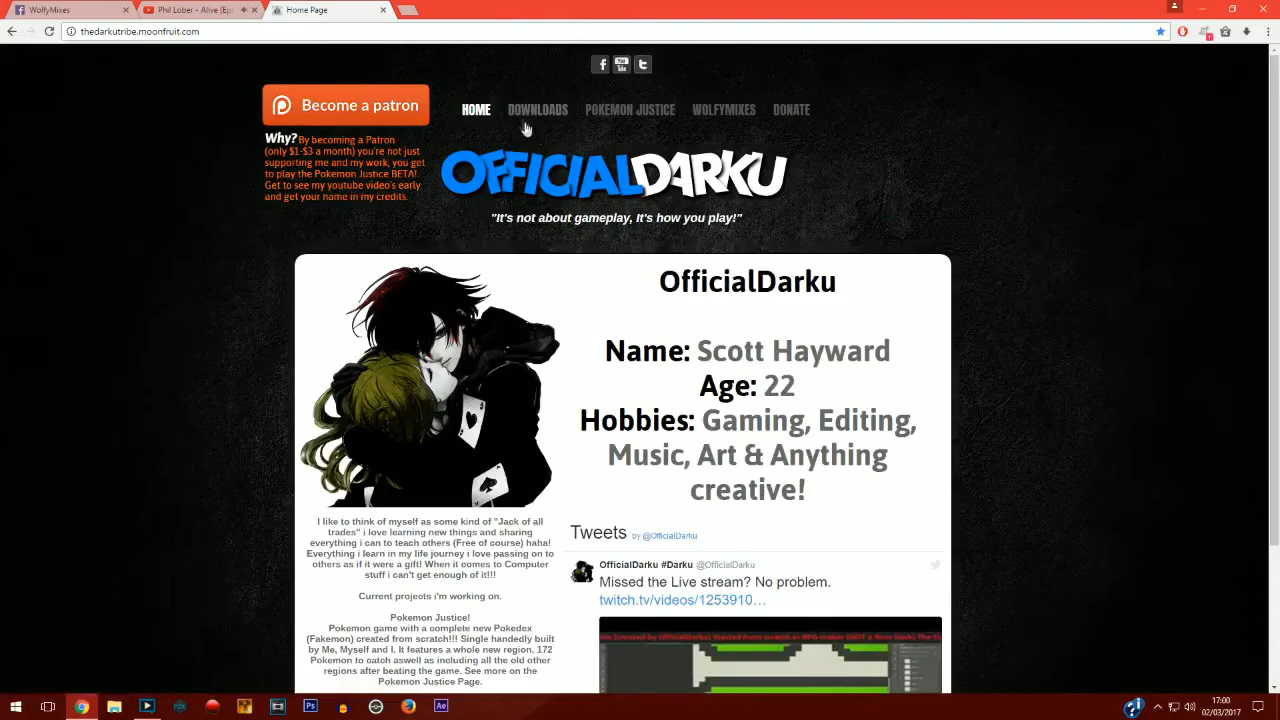 WolfyMixes
Phil Lober - Alive (Ep
Home Page
thedarkutribe.moonfruit.com
Become a patron
HOME DOWNLOADS POKEMON JUSTICE WOLFYMIXES DONATE
Why? By becoming a Patron
(only $1-$3 a month) you're not just
supporting me and my work, you get
to play the Pokemon Justice BETA!
Get to see my youtube video's early
and get your name in my credits.
OFFICIALDARKU
"It's not about gameplay, It's how you play!"
OfficialDarku
Name: Scott Hayward
Age: 22
Hobbies: Gaming, Editing,
Music, Art & Anything
creative!
I like to think of myself as some kind of "Jack of all
trades" i love learning new things and sharing
everything i can to teach others (Free of course) haha!
Everything i learn in my life journey i love passing on to
others as if it were a gift! When it comes to Computer
stuff i can't get enough of it!!!
Current projects i'm working on.
Pokemon Justice!
Pokemon game with a complete new Pokedex
(Fakemon) created from scratch!!! Single handedly built
by Me, Myself and I. It features a whole new region, 172
Pokemon to catch aswell as including all the old other
regions after beating the game. See more on the
Pokemon Justice Page.
Tweets by @OfficialDarku
OfficialDarku #Darku @OfficialDarku
Missed the Live stream? No problem.
twitch.tv/videos/1253910…
17:00
02/03/2017